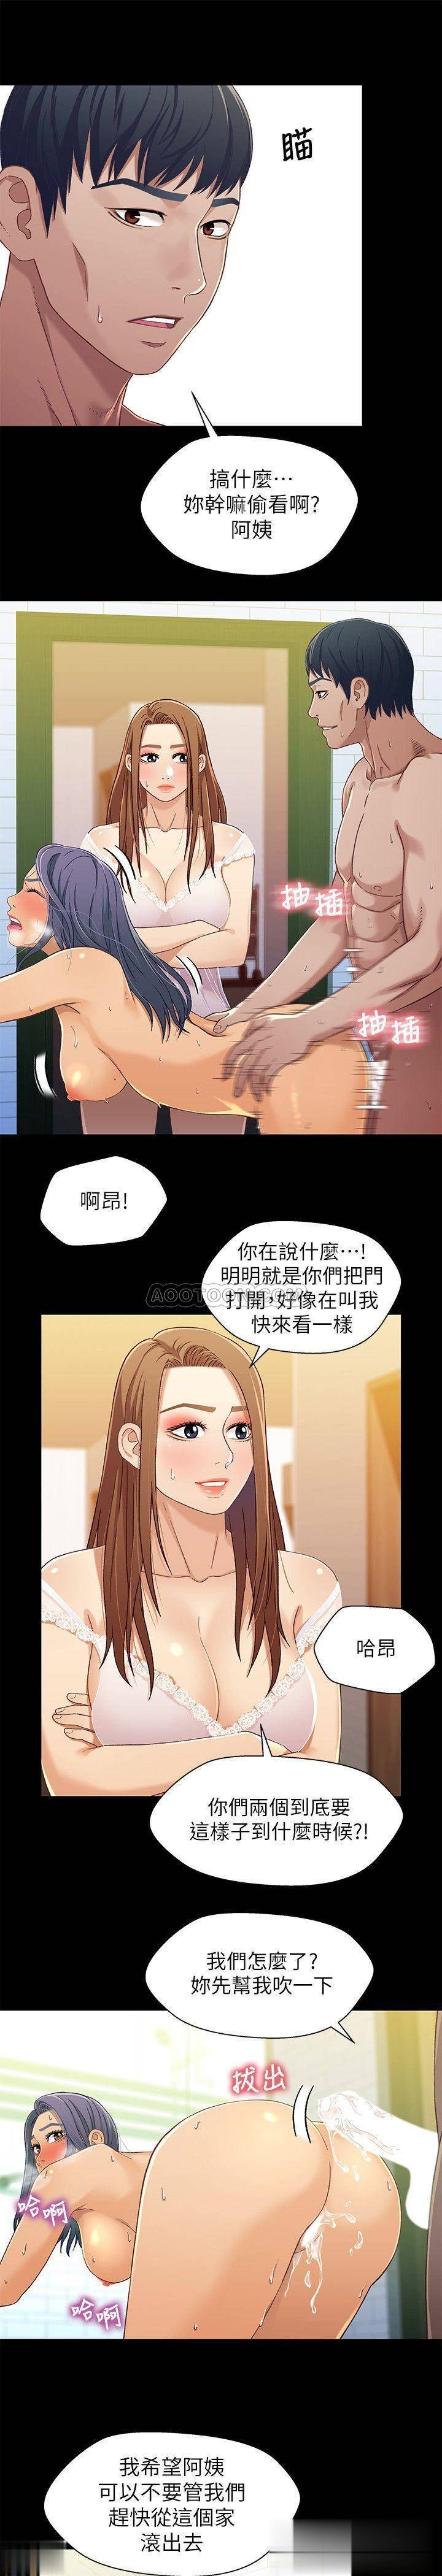 瞄
搞什麼…
妳幹嘛偷看啊?
阿姨
抽插
抽插
啊昂!
你在說什麼…!
明明就是你們把門
打開,好像在叫我
快來看一樣
AOOTOON.COM
哈昂
你們兩個到底要
這樣子到什麼時候?!
我們怎麼了?
妳先幫我吹一下
拔出
哈啊
哈啊
我希望阿姨
可以不要管我們
趕快從這個家
滾出去